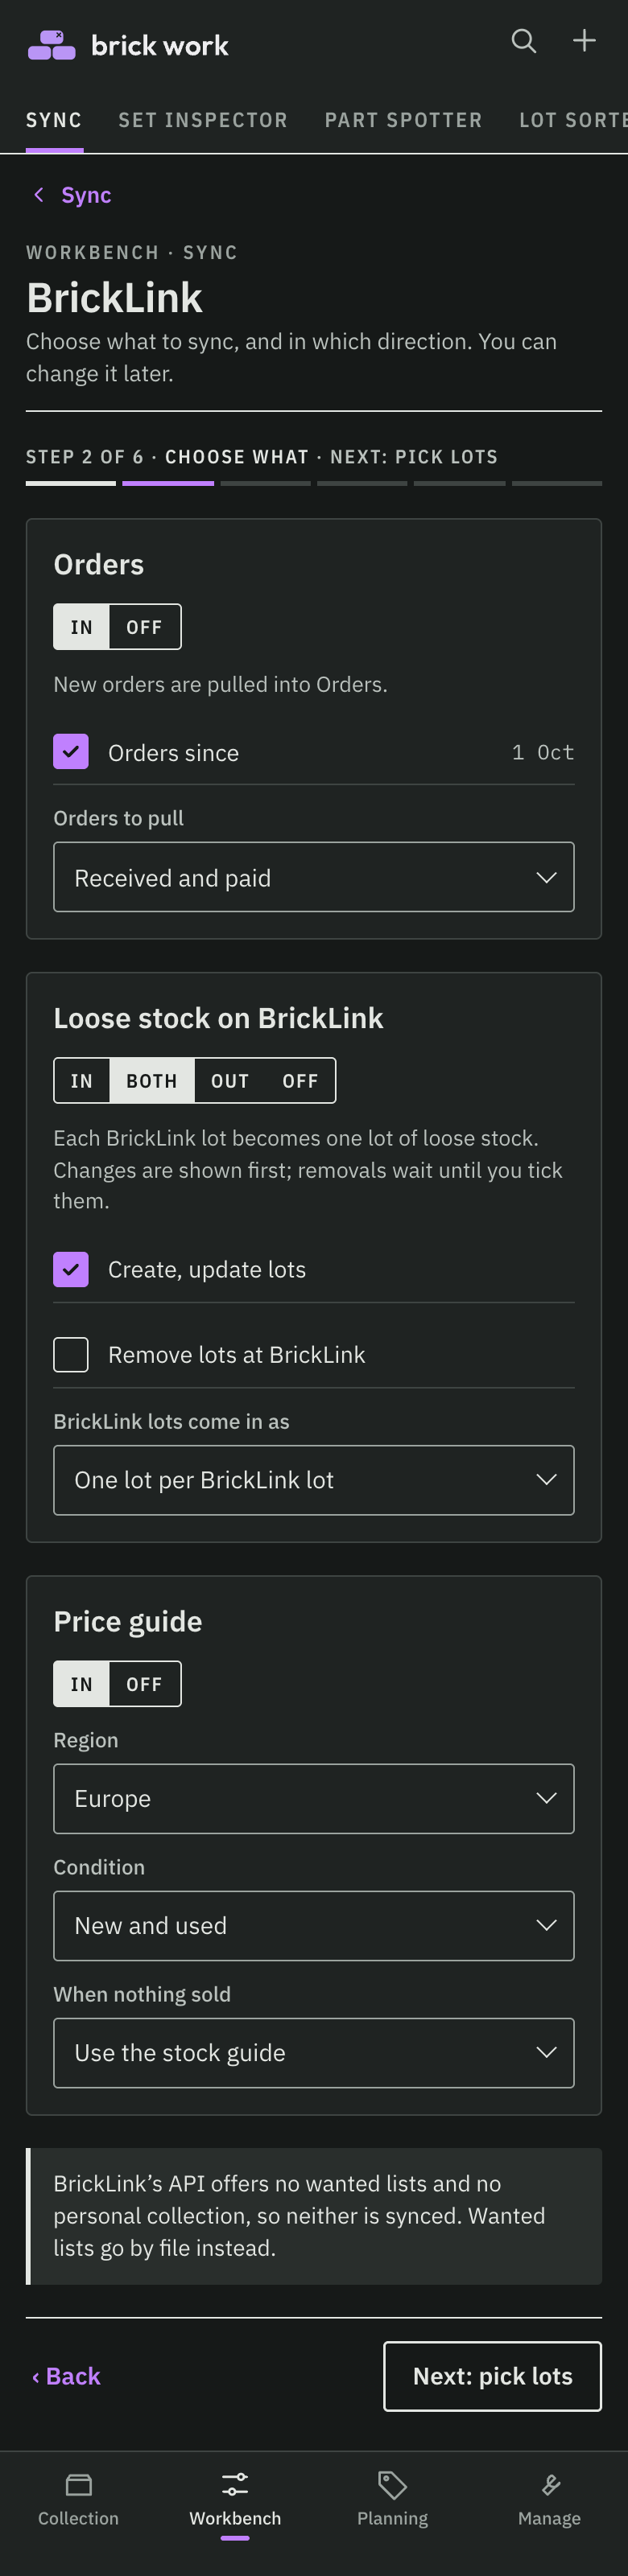 brick work
SYNC SET INSPECTOR PART SPOTTER LOT SORTE
Sync
WORKBENCH · SYNC
BrickLink
Choose what to sync, and in which direction. You can
change it later.
STEP 2 OF 6 · CHOOSE WHAT · NEXT: PICK LOTS
Orders
IN OFF
New orders are pulled into Orders.
Orders since 1 Oct
Orders to pull
Received and paid
Loose stock on BrickLink
IN BOTH OUT OFF
Each BrickLink lot becomes one lot of loose stock.
Changes are shown first; removals wait until you tick
them.
Create, update lots
Remove lots at BrickLink
BrickLink lots come in as
One lot per BrickLink lot
Price guide
IN OFF
Region
Europe
Condition
New and used
When nothing sold
Use the stock guide
BrickLink’s API offers no wanted lists and no
personal collection, so neither is synced. Wanted
lists go by file instead.
‹ Back Next: pick lots
Collection Workbench Planning Manage